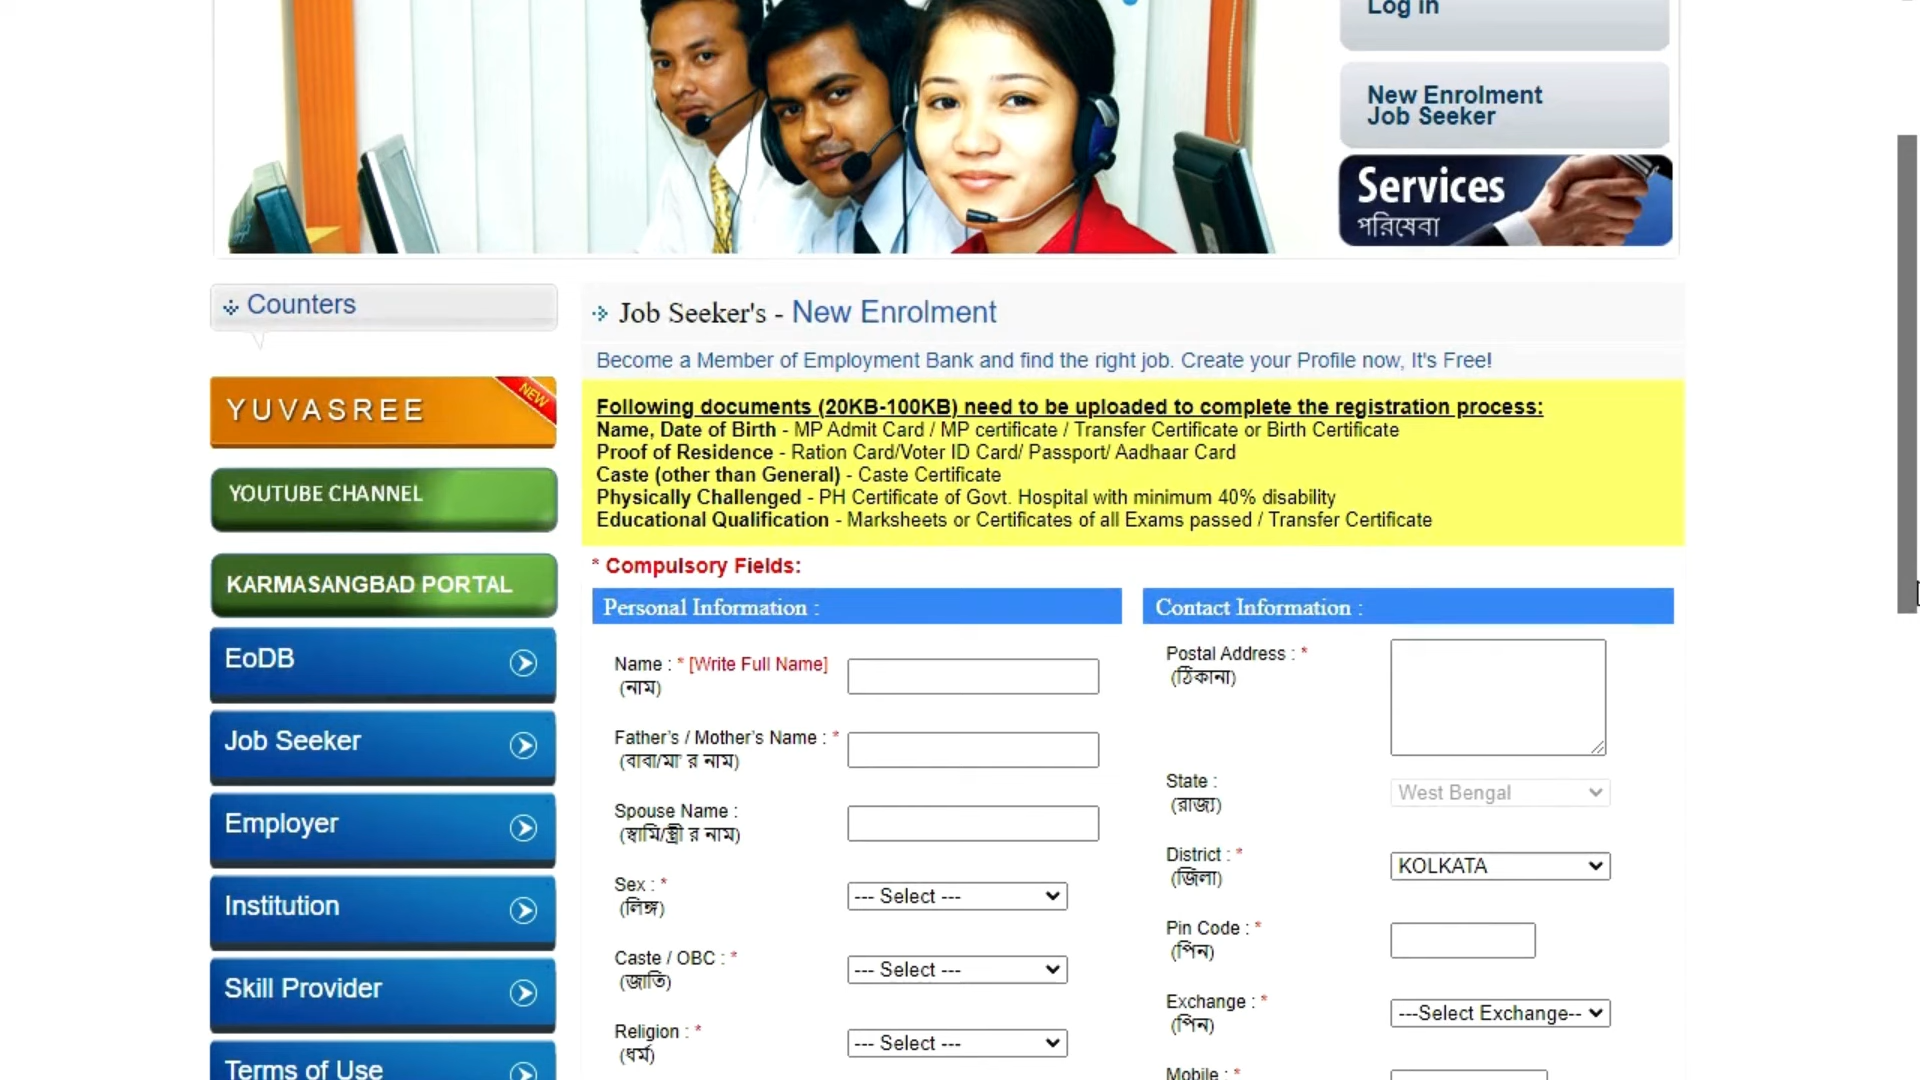 Log in
New Enrolment
Job Seeker
Services
পরিষেবা
Counters
YUVASREE
NEW
YOUTUBE CHANNEL
KARMASANGBAD PORTAL
EoDB
Job Seeker
Employer
Institution
Skill Provider
Terms of Use
Job Seeker's - New Enrolment
Become a Member of Employment Bank and find the right job. Create your Profile now, It's Free!
Following documents (20KB-100KB) need to be uploaded to complete the registration process:
Name, Date of Birth - MP Admit Card / MP certificate / Transfer Certificate or Birth Certificate
Proof of Residence - Ration Card/Voter ID Card/ Passport/ Aadhaar Card
Caste (other than General) - Caste Certificate
Physically Challenged - PH Certificate of Govt. Hospital with minimum 40% disability
Educational Qualification - Marksheets or Certificates of all Exams passed / Transfer Certificate
* Compulsory Fields:
Personal Information :
Name : * [Write Full Name]
(নাম)
Father's / Mother's Name : *
(বাবা/মা' র নাম)
Spouse Name :
(স্বামি/স্ত্রী র নাম)
Sex : *
(লিঙ্গ)
--- Select ---
Caste / OBC : *
(জাতি)
--- Select ---
Religion : *
(ধর্ম)
--- Select ---
Contact Information :
Postal Address : *
(ঠিকানা)
State :
(রাজ্য)
West Bengal
District : *
(জিলা)
KOLKATA
Pin Code : *
(পিন)
Exchange : *
(পিন)
---Select Exchange--
Mobile : *